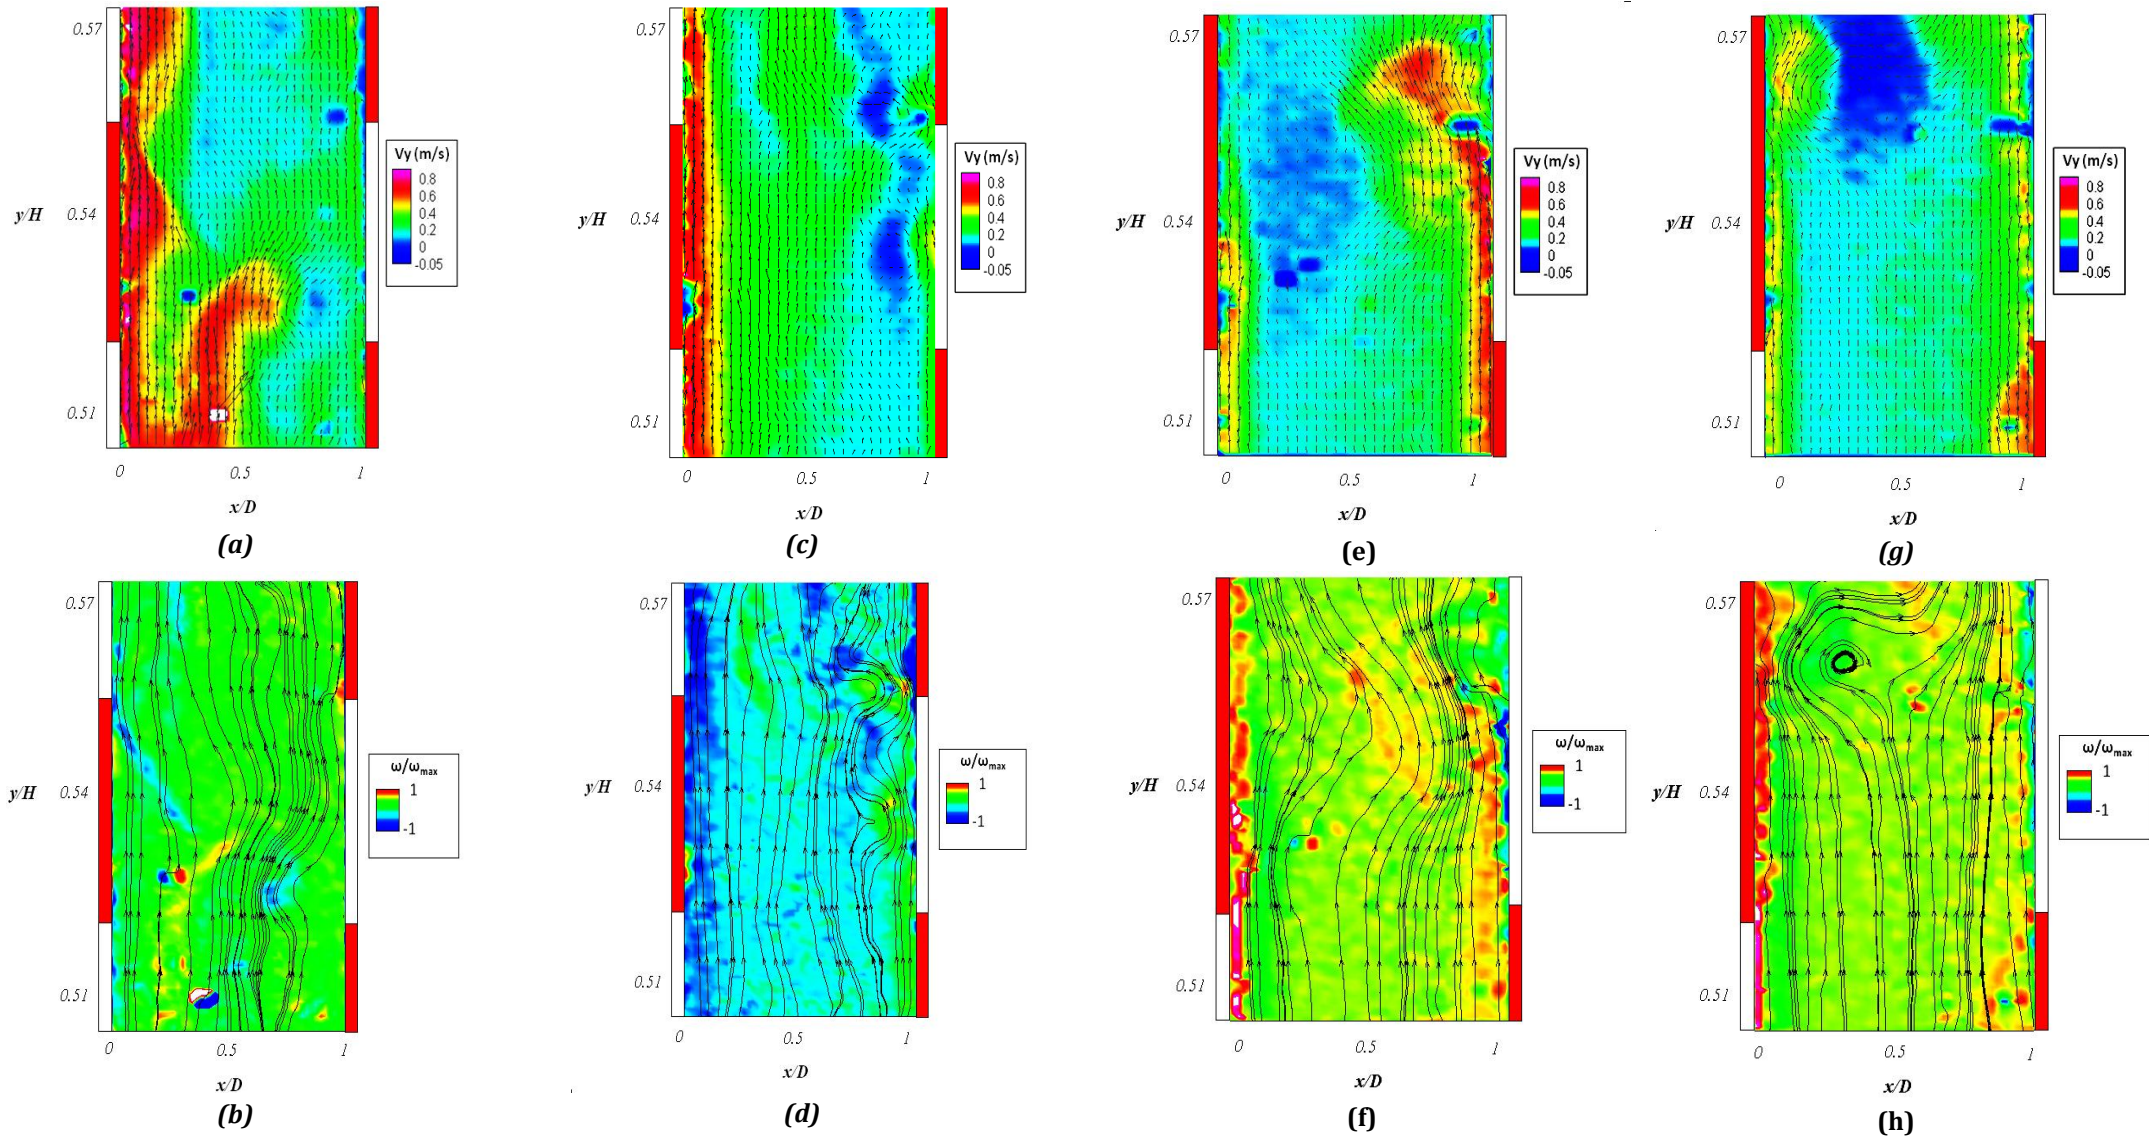 0.57
0.54
0.51
y/H
0 0.5 1
x/D
Vy (m/s)
0.8
0.6
0.4
0.2
0
-0.05
(a)
0.57
0.54
0.51
y/H
0 0.5 1
x/D
Vy (m/s)
0.8
0.6
0.4
0.2
0
-0.05
(c)
0.57
0.54
0.51
y/H
0 0.5 1
x/D
Vy (m/s)
0.8
0.6
0.4
0.2
0
-0.05
(e)
0.57
0.54
0.51
y/H
0 0.5 1
x/D
Vy (m/s)
0.8
0.6
0.4
0.2
0
-0.05
(g)
0.57
0.54
0.51
y/H
0 0.5 1
x/D
ω/ωmax
1
-1
(b)
0.57
0.54
0.51
y/H
0 0.5 1
x/D
ω/ωmax
1
-1
(d)
0.57
0.54
0.51
y/H
0 0.5 1
x/D
ω/ωmax
1
-1
(f)
0.57
0.54
0.51
y/H
0 0.5 1
x/D
ω/ωmax
1
-1
(h)